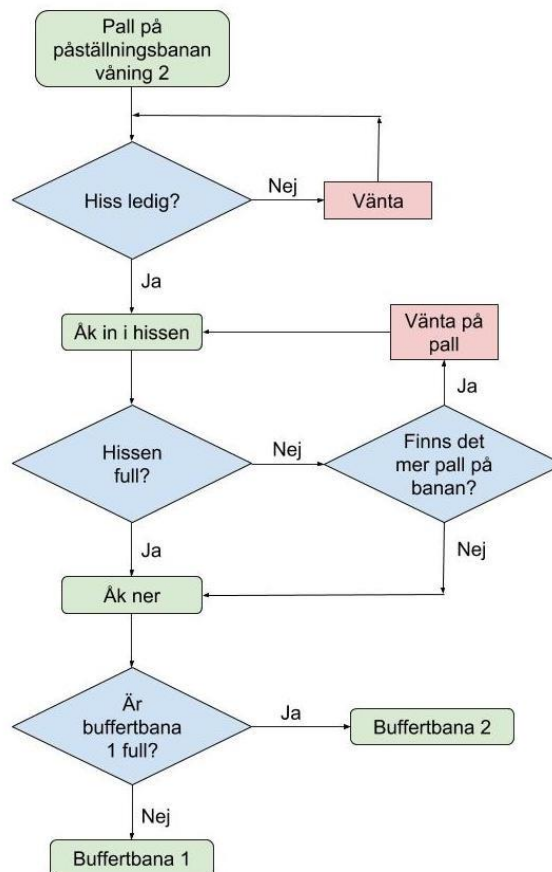 Pall på
påställningsbanan
våning 2
Hiss ledig?
Nej
Vänta
Ja
Åk in i hissen
Vänta på
pall
Ja
Hissen
full?
Nej
Finns det
mer pall på
banan?
Ja
Nej
Åk ner
Är
buffertbana
1 full?
Ja
Buffertbana 2
Nej
Buffertbana 1